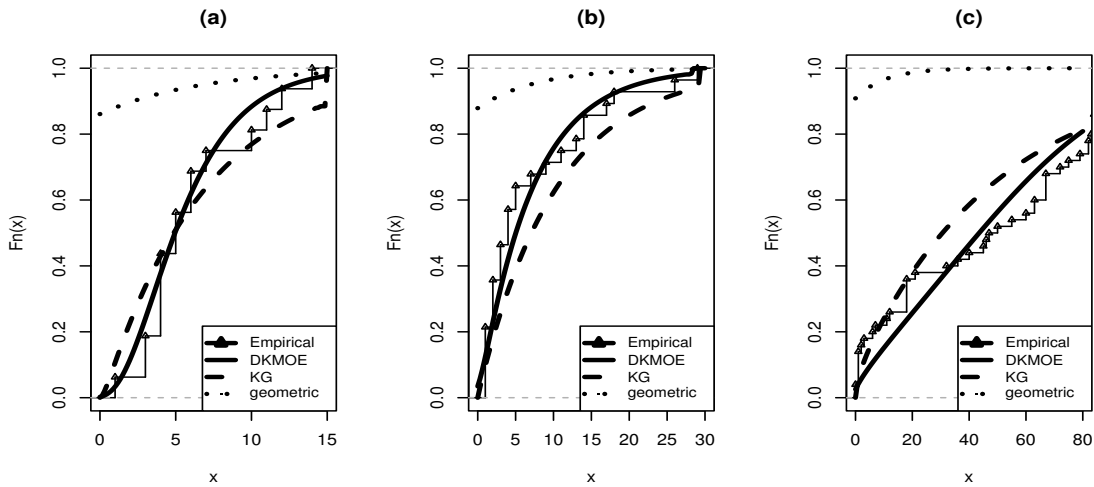 (a)
Fn(x)
1.0
0.8
0.6
0.4
0.2
0.0
0 5 10 15
x
Empirical
DKMOE
KG
geometric
(b)
Fn(x)
1.0
0.8
0.6
0.4
0.2
0.0
0 5 10 15 20 25 30
x
Empirical
DKMOE
KG
geometric
(c)
Fn(x)
1.0
0.8
0.6
0.4
0.2
0.0
0 20 40 60 80
x
Empirical
DKMOE
KG
geometric